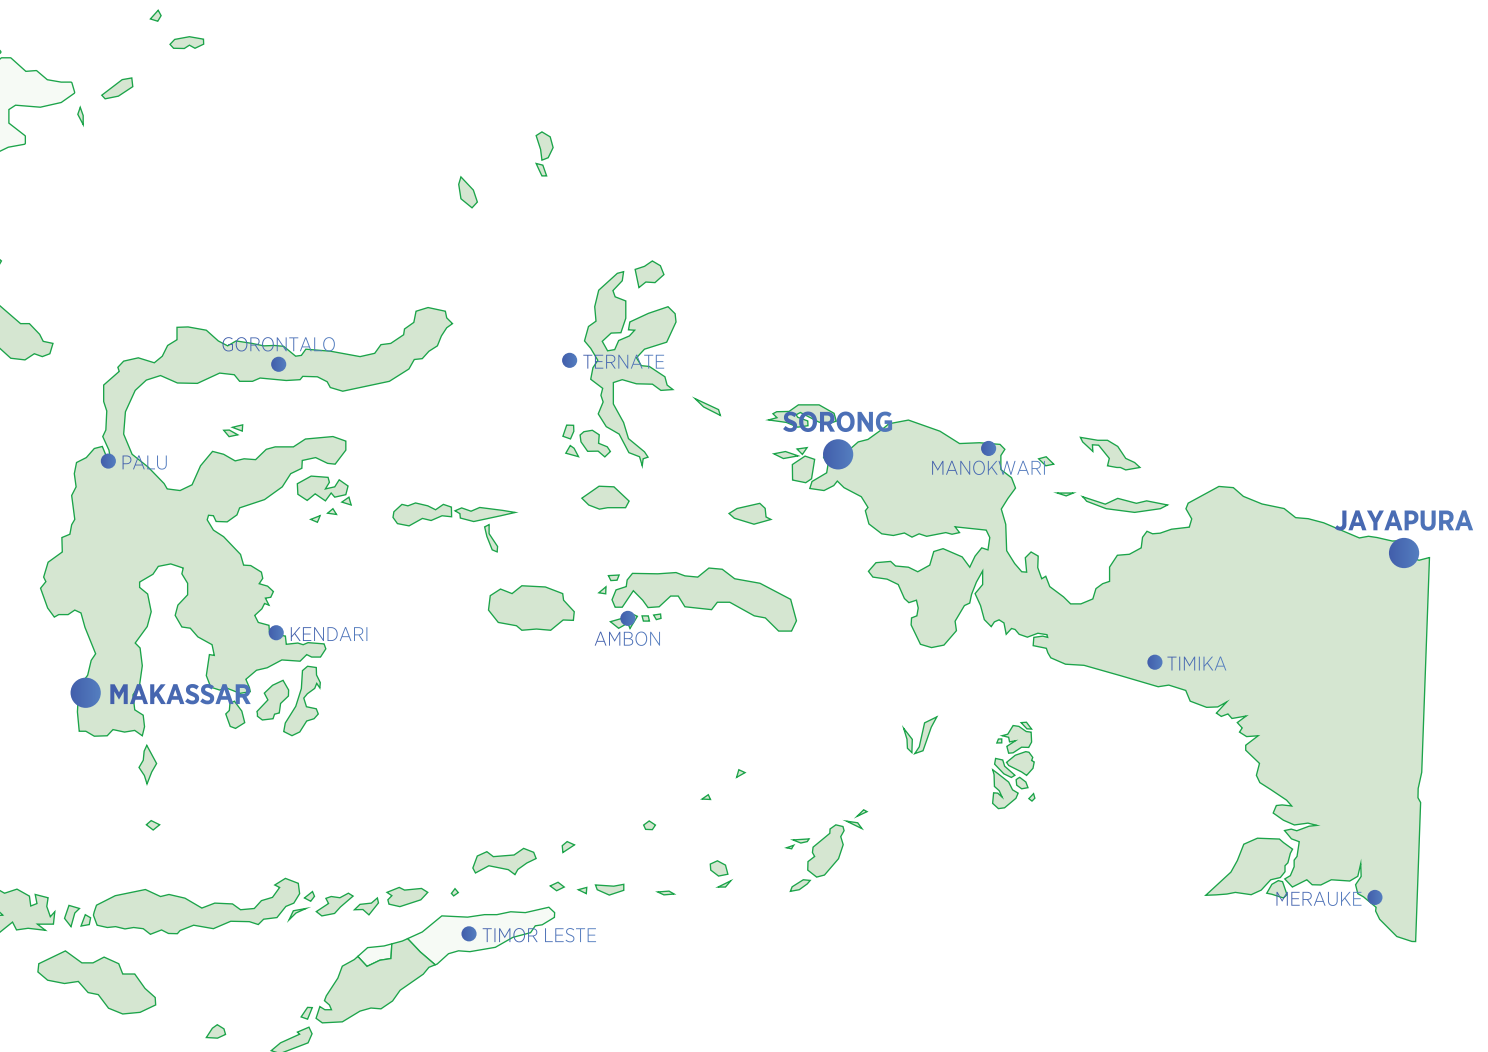 GORONTALO
TERNATE
SORONG
PALU
MANOKWARI
JAYAPURA
KENDARI
AMBON
TIMIKA
MAKASSAR
MERAUKE
TIMOR LESTE